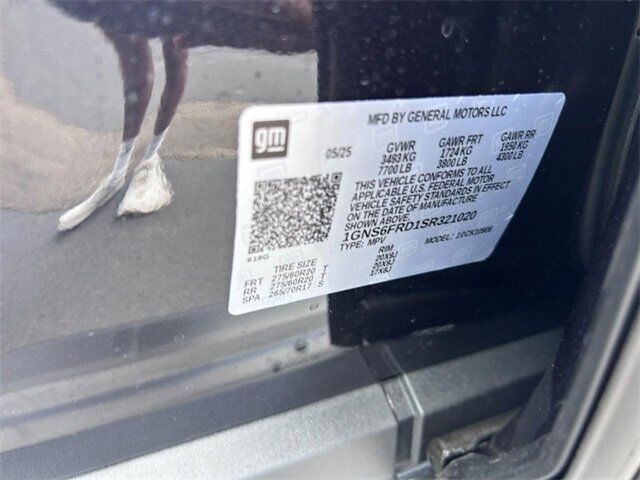 gm
MFD BY GENERAL MOTORS LLC
05/25 GVWR GAWR FRT GAWR RR
3493 KG 1724 KG 1950 KG
7700 LB 3800 LB 4300 LB
THIS VEHICLE CONFORMS TO ALL
APPLICABLE U.S. FEDERAL MOTOR
VEHICLE SAFETY STANDARDS IN EFFECT
ON THE DATE OF MANUFACTURE
SHOWN ABOVE.
1GNS6FRD1SR321020
TYPE: MPV MODEL: 10CK10906
TIRE SIZE RIM
FRT 275/60R20 T 20X9J
RR 275/60R20 T 20X9J
SPA 265/70R17 S 17X8J